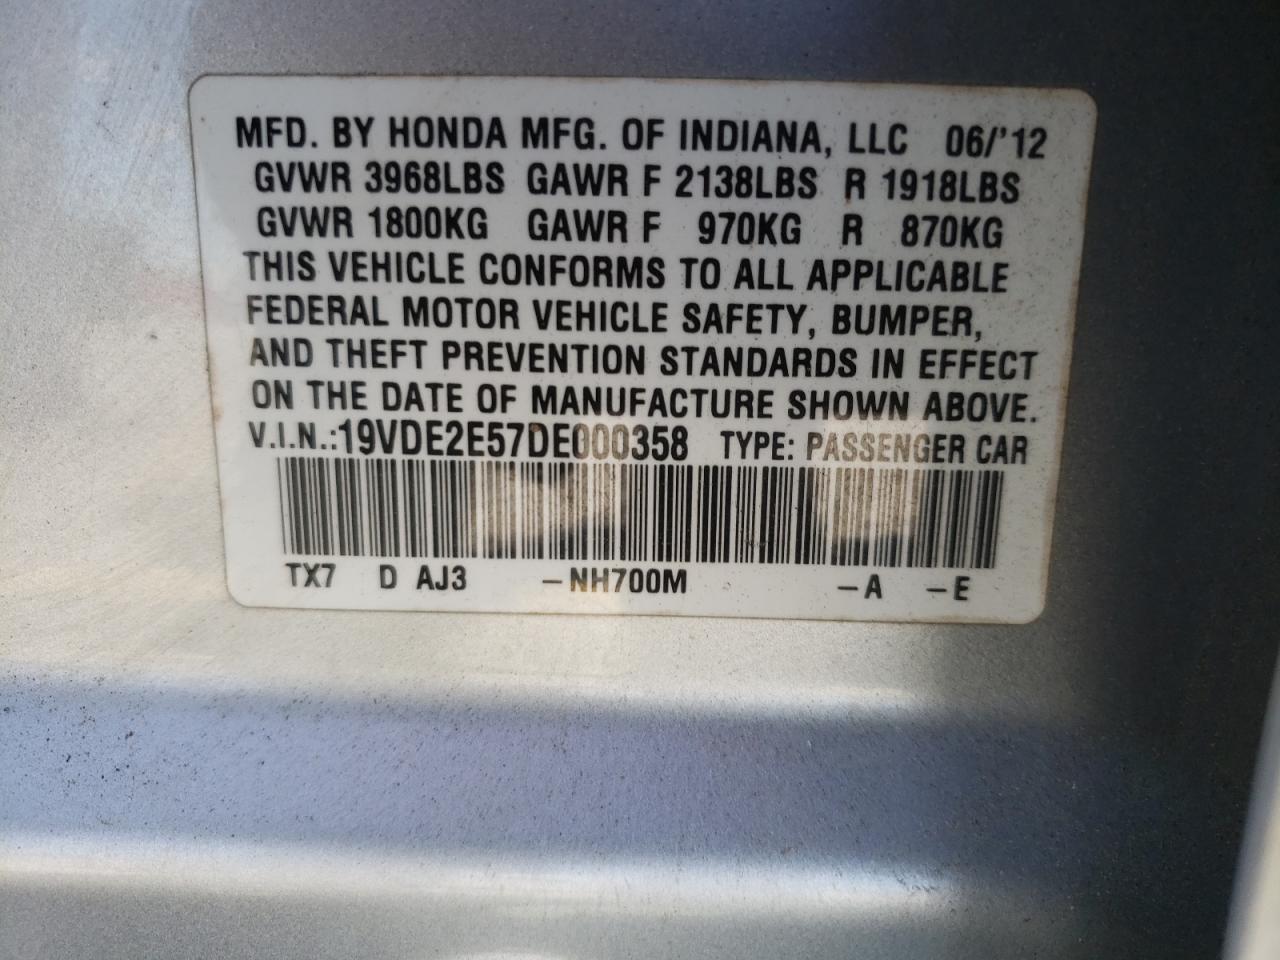 MFD. BY HONDA MFG. OF INDIANA, LLC 06/'12
GVWR 3968LBS GAWR F 2138LBS R 1918LBS
GVWR 1800KG GAWR F 970KG R 870KG
THIS VEHICLE CONFORMS TO ALL APPLICABLE
FEDERAL MOTOR VEHICLE SAFETY, BUMPER,
AND THEFT PREVENTION STANDARDS IN EFFECT
ON THE DATE OF MANUFACTURE SHOWN ABOVE.
V.I.N.:19VDE2E57DE000358 TYPE: PASSENGER CAR
TX7 D AJ3 –NH700M –A –E